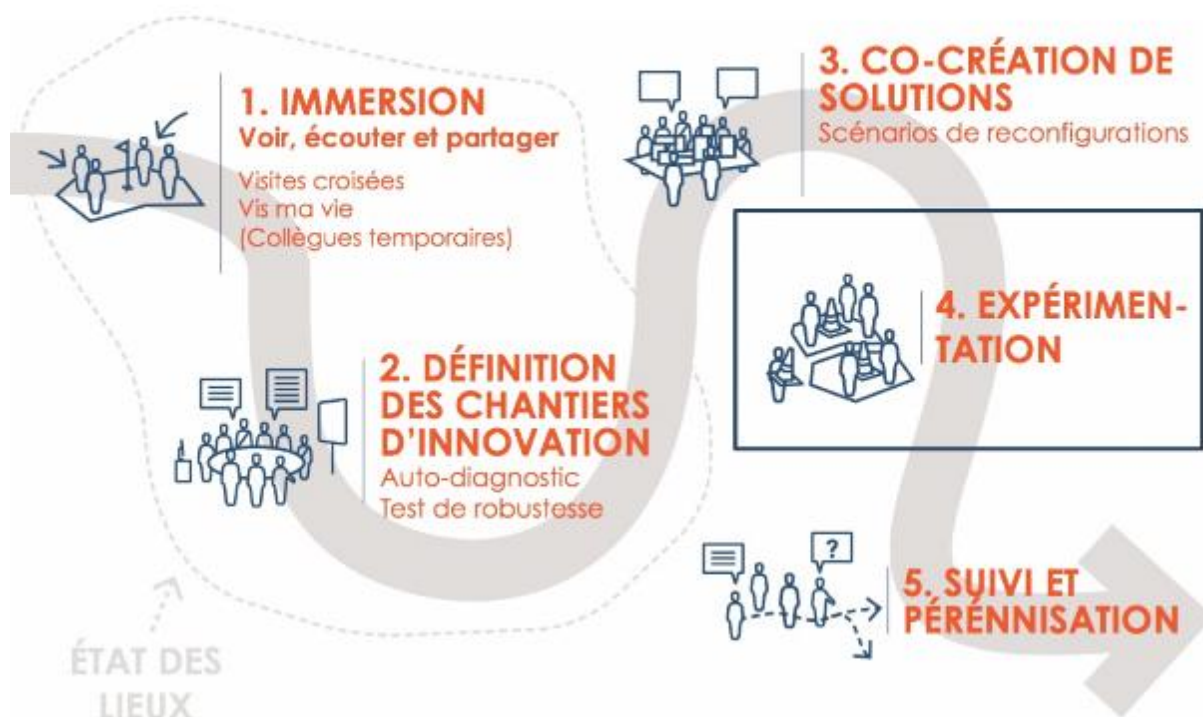 1. IMMERSION
Voir, écouter et partager
Visites croisées
Vis ma vie
(Collègues temporaires)
2. DÉFINITION
DES CHANTIERS
D'INNOVATION
Auto-diagnostic
Test de robustesse
3. CO-CRÉATION DE
SOLUTIONS
Scénarios de reconfigurations
4. EXPÉRIMEN-
TATION
?
5. SUIVI ET
PÉRÉNNISATION
ÉTAT DES
LIEUX